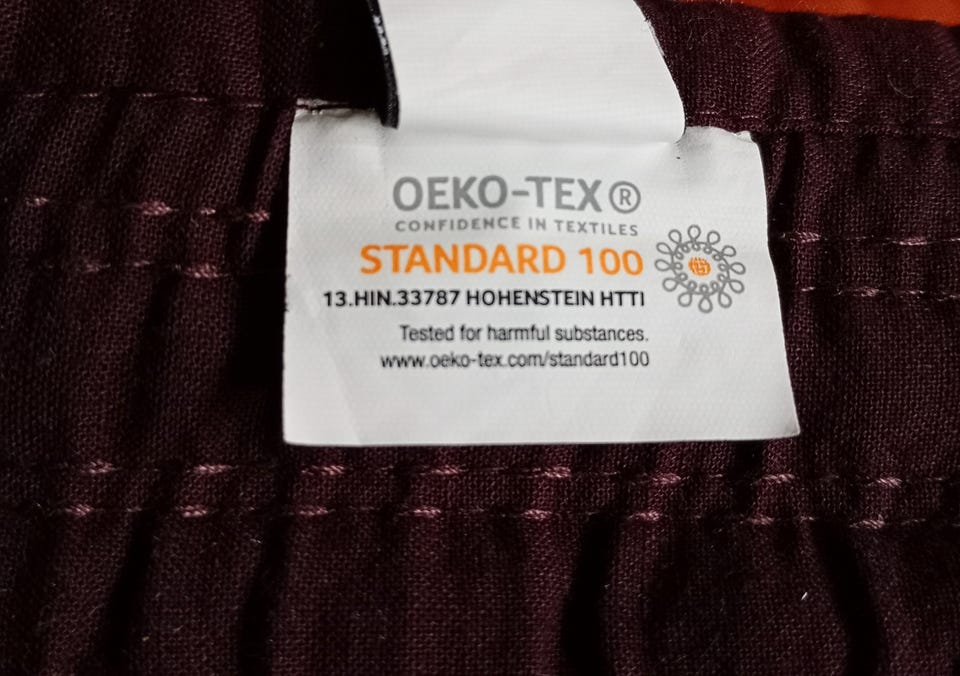 OEKO-TEX®
CONFIDENCE IN TEXTILES
STANDARD 100
13.HIN.33787 HOHENSTEIN HTTI
Tested for harmful substances.
www.oeko-tex.com/standard100